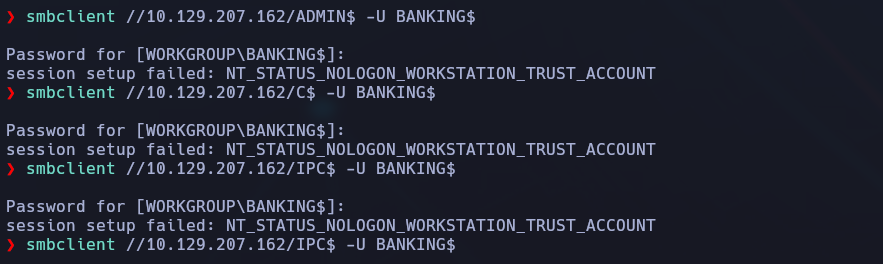 ❯ smbclient //10.129.207.162/ADMIN$ -U BANKING$
Password for [WORKGROUP\BANKING$]:
session setup failed: NT_STATUS_NOLOGON_WORKSTATION_TRUST_ACCOUNT
❯ smbclient //10.129.207.162/C$ -U BANKING$
Password for [WORKGROUP\BANKING$]:
session setup failed: NT_STATUS_NOLOGON_WORKSTATION_TRUST_ACCOUNT
❯ smbclient //10.129.207.162/IPC$ -U BANKING$
Password for [WORKGROUP\BANKING$]:
session setup failed: NT_STATUS_NOLOGON_WORKSTATION_TRUST_ACCOUNT
❯ smbclient //10.129.207.162/IPC$ -U BANKING$